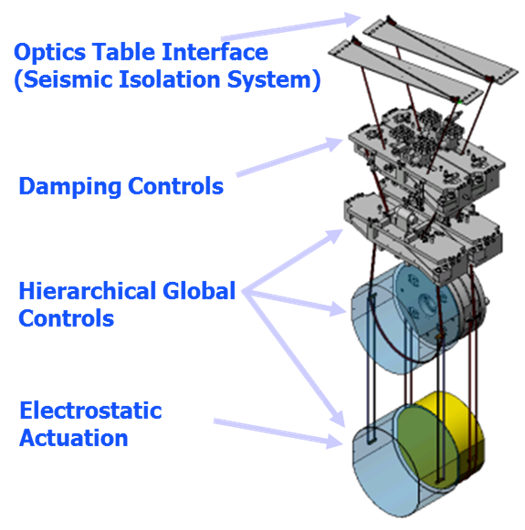 Optics Table Interface
(Seismic Isolation System)
Damping Controls
Hierarchical Global
Controls
Electrostatic
Actuation